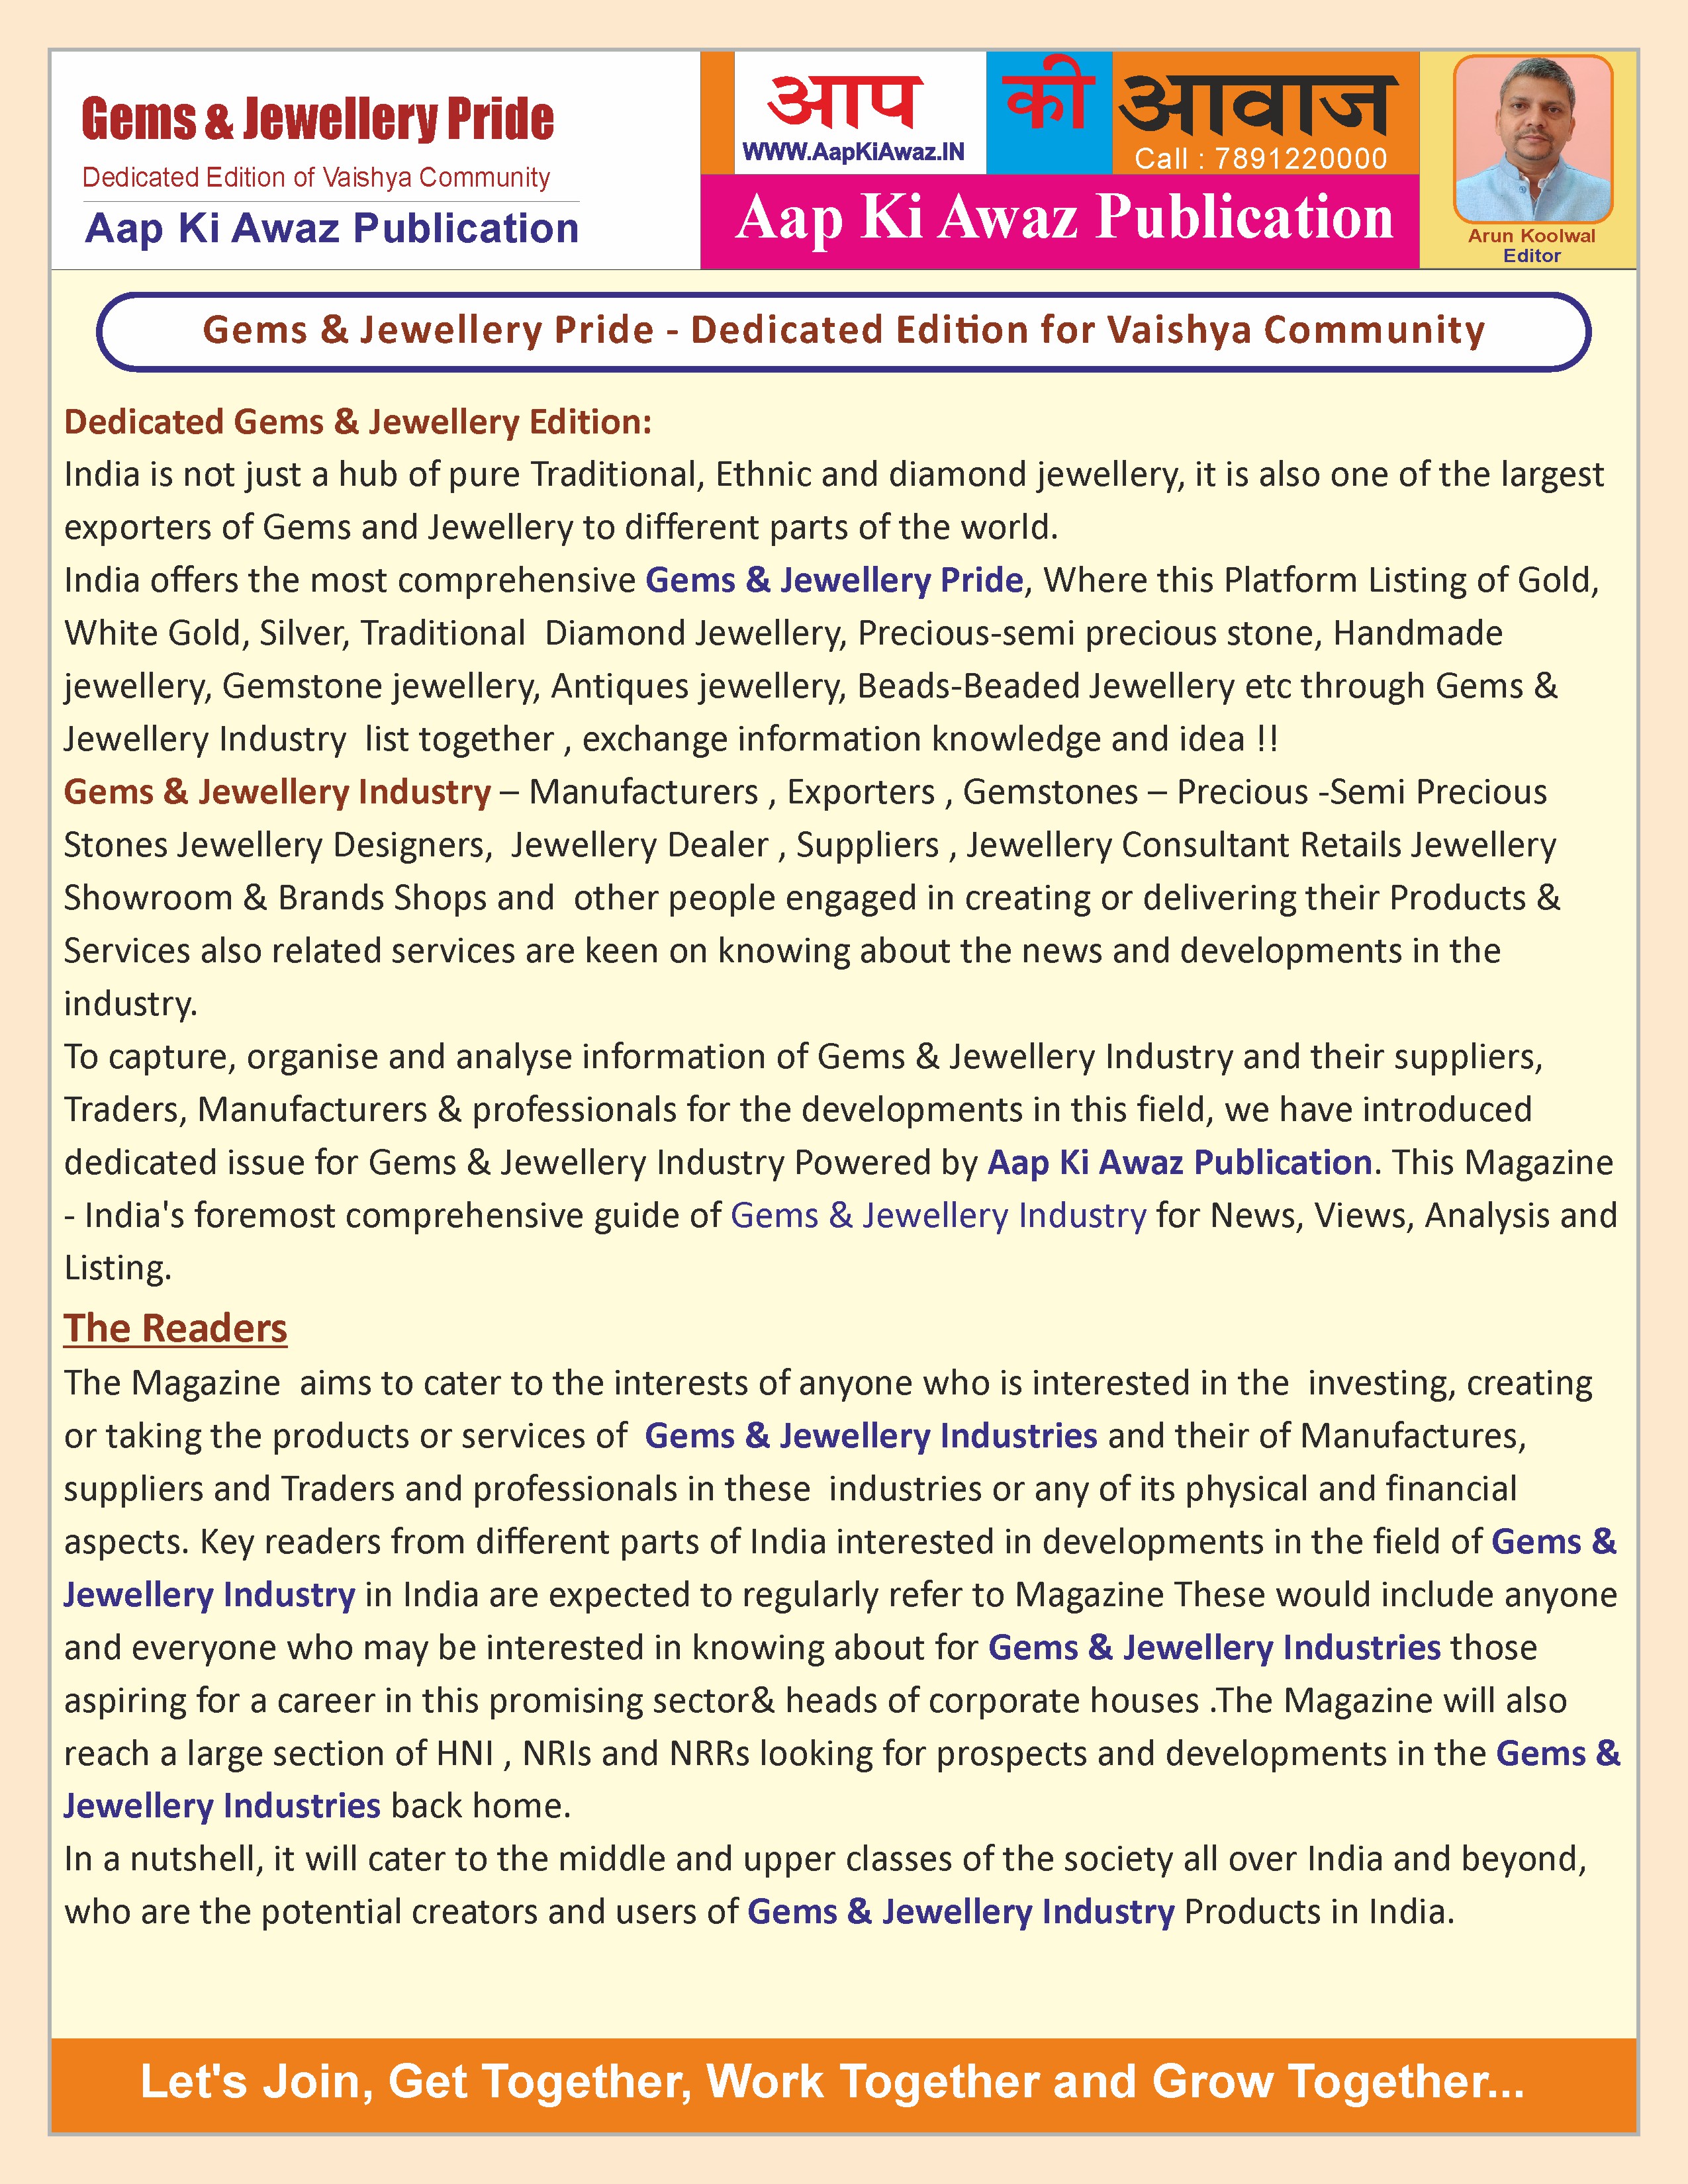 Gems & Jewellery Pride
Dedicated Edition of Vaishya Community
Aap Ki Awaz Publication
आप की आवाज
WWW.AapKiAwaz.IN
Call : 7891220000
Aap Ki Awaz Publication
Arun Koolwal
Editor
Gems & Jewellery Pride - Dedicated Edition for Vaishya Community
Dedicated Gems & Jewellery Edition:
India is not just a hub of pure Traditional, Ethnic and diamond jewellery, it is also one of the largest
exporters of Gems and Jewellery to different parts of the world.
India offers the most comprehensive Gems & Jewellery Pride, Where this Platform Listing of Gold,
White Gold, Silver, Traditional Diamond Jewellery, Precious-semi precious stone, Handmade
jewellery, Gemstone jewellery, Antiques jewellery, Beads-Beaded Jewellery etc through Gems &
Jewellery Industry list together , exchange information knowledge and idea !!
Gems & Jewellery Industry – Manufacturers , Exporters , Gemstones – Precious -Semi Precious
Stones Jewellery Designers, Jewellery Dealer , Suppliers , Jewellery Consultant Retails Jewellery
Showroom & Brands Shops and other people engaged in creating or delivering their Products &
Services also related services are keen on knowing about the news and developments in the
industry.
To capture, organise and analyse information of Gems & Jewellery Industry and their suppliers,
Traders, Manufacturers & professionals for the developments in this field, we have introduced
dedicated issue for Gems & Jewellery Industry Powered by Aap Ki Awaz Publication. This Magazine
- India's foremost comprehensive guide of Gems & Jewellery Industry for News, Views, Analysis and
Listing.
The Readers
The Magazine aims to cater to the interests of anyone who is interested in the investing, creating
or taking the products or services of Gems & Jewellery Industries and their of Manufactures,
suppliers and Traders and professionals in these industries or any of its physical and financial
aspects. Key readers from different parts of India interested in developments in the field of Gems &
Jewellery Industry in India are expected to regularly refer to Magazine These would include anyone
and everyone who may be interested in knowing about for Gems & Jewellery Industries those
aspiring for a career in this promising sector& heads of corporate houses .The Magazine will also
reach a large section of HNI , NRIs and NRRs looking for prospects and developments in the Gems &
Jewellery Industries back home.
In a nutshell, it will cater to the middle and upper classes of the society all over India and beyond,
who are the potential creators and users of Gems & Jewellery Industry Products in India.
Let's Join, Get Together, Work Together and Grow Together...